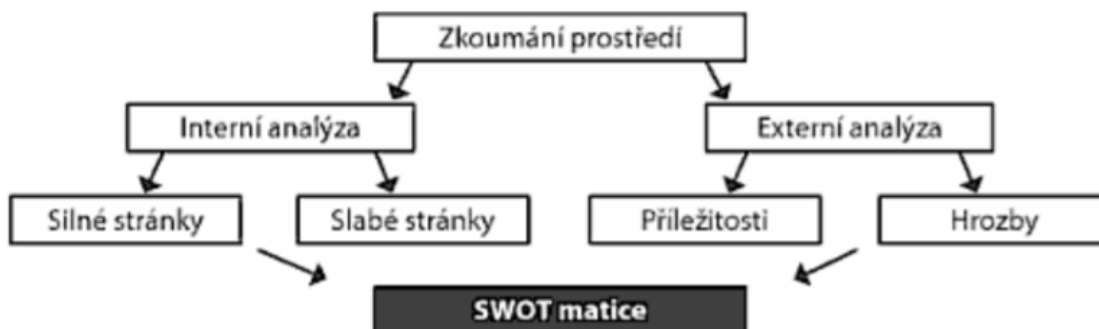 Zkoumání prostředí
Interní analýza
Externí analýza
Silné stránky
Slabé stránky
Příležitosti
Hrozby
SWOT matice